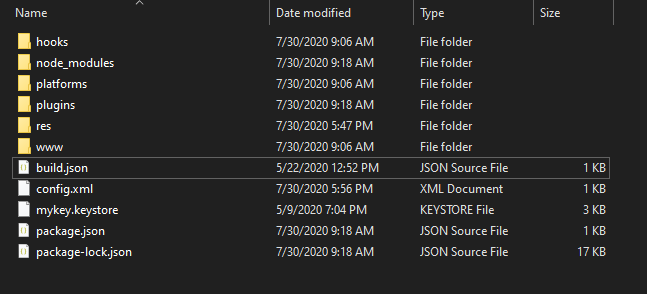 Name Date modified Type Size
hooks 7/30/2020 9:06 AM File folder
node_modules 7/30/2020 9:18 AM File folder
platforms 7/30/2020 9:06 AM File folder
plugins 7/30/2020 9:18 AM File folder
res 7/30/2020 5:47 PM File folder
www 7/30/2020 9:06 AM File folder
build.json 5/22/2020 12:52 PM JSON Source File 1 KB
config.xml 7/30/2020 5:56 PM XML Document 1 KB
mykey.keystore 5/9/2020 7:04 PM KEYSTORE File 3 KB
package.json 7/30/2020 9:18 AM JSON Source File 1 KB
package-lock.json 7/30/2020 9:18 AM JSON Source File 17 KB